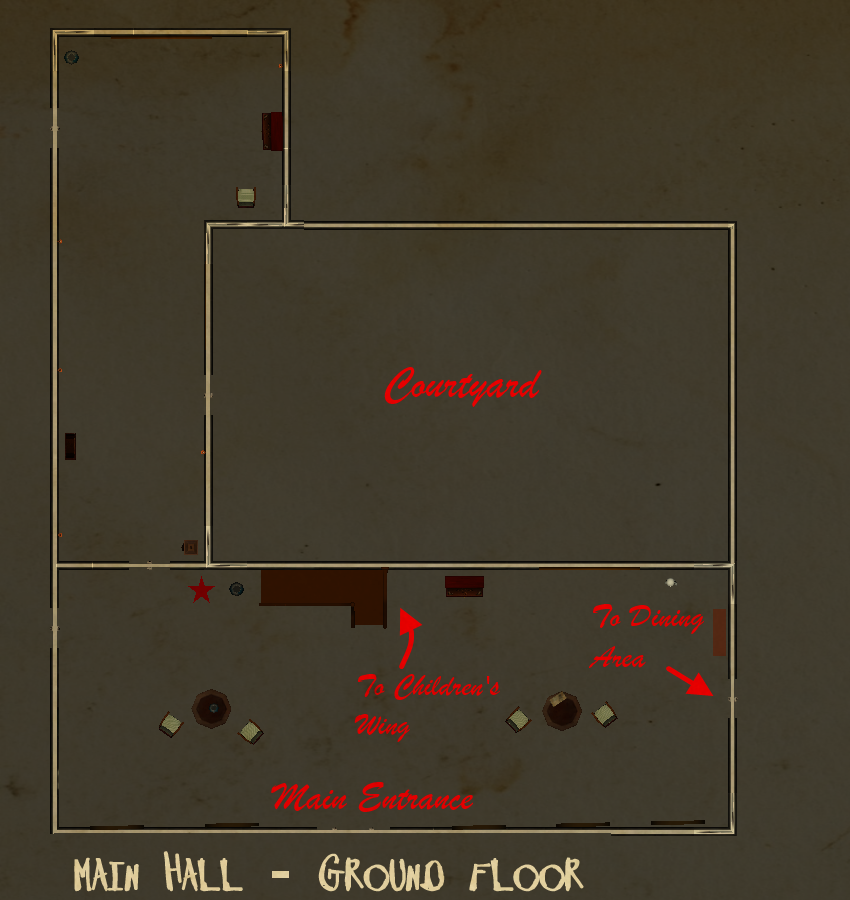 Courtyard
To Dining
Area
To Children's
Wing
Main Entrance
MAIN HALL - GROUND FLOOR